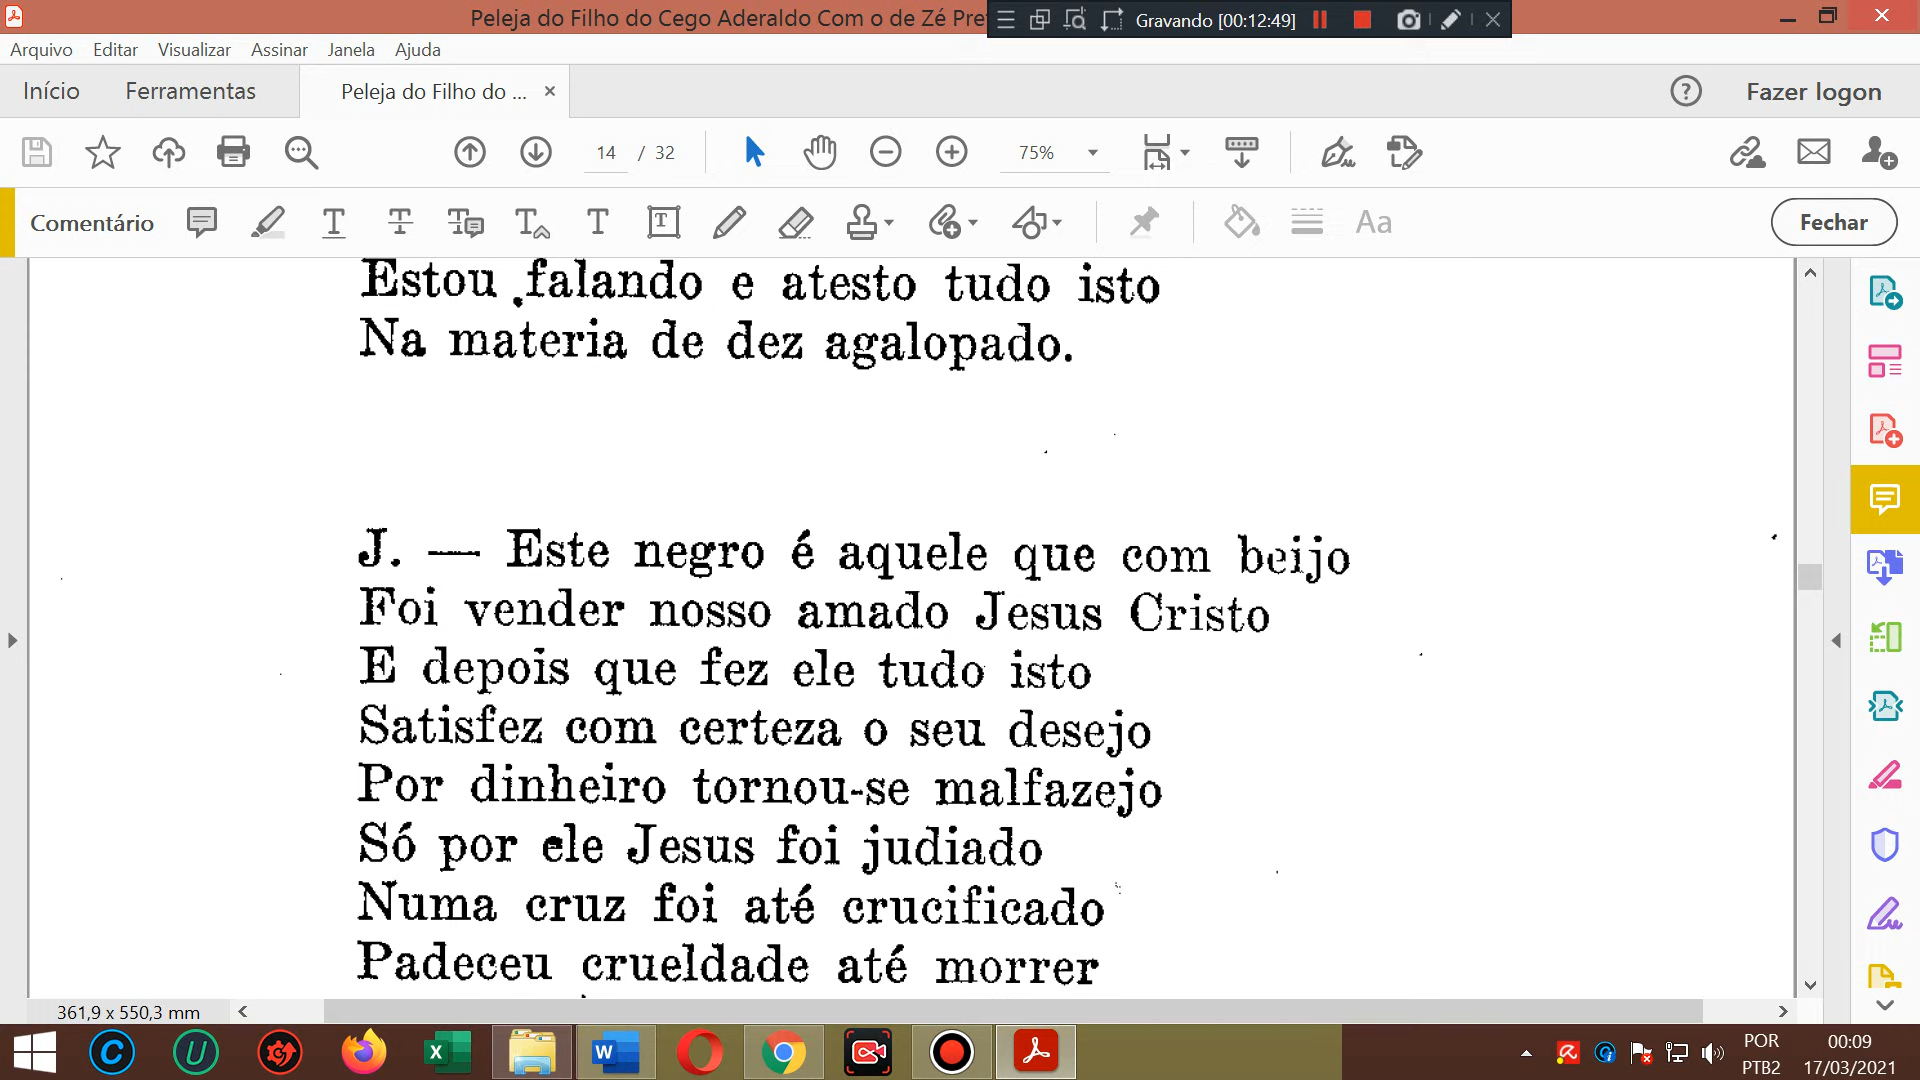 Peleja do Filho do Cego Aderaldo Com o de Zé Pre
Gravando [00:12:49]
Arquivo Editar Visualizar Assinar Janela Ajuda
Início Ferramentas Peleja do Filho do ... Fazer logon
14 / 32 75%
Comentário Fechar
Estou falando e atesto tudo isto
Na materia de dez agalopado.
J. — Este negro é aquele que com beijo
Foi vender nosso amado Jesus Cristo
E depois que fez ele tudo isto
Satisfez com certeza o seu desejo
Por dinheiro tornou-se malfazejo
Só por ele Jesus foi judiado
Numa cruz foi até crucificado
Padeceu crueldade até morrer
361,9 x 550,3 mm
POR 00:09
PTB2 17/03/2021